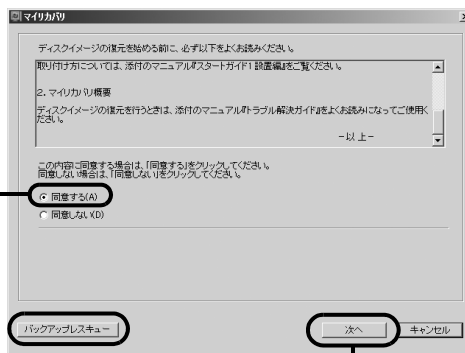 マイリカバリ
ディスクイメージの復元を始める前に、必ず以下をよくお読みください。
取り付け方については、添付のマニュアル『スタートガイド1 設置編』をご覧ください。
2. マイリカバリ概要
ディスクイメージの復元を行うときは、添付のマニュアル『トラブル解決ガイド』をよくお読みになってご使用く
ださい。
－以上－
この内容に同意する場合は、「同意する」をクリックしてください。
同意しない場合は、「同意しない」をクリックしてください。
同意する(A)
同意しない(D)
バックアップレスキュー
次へ
キャンセル